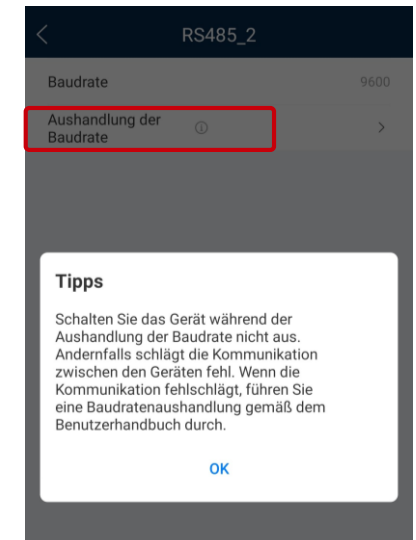 RS485_2
Baudrate 9600
Aushandlung der
Baudrate
Tipps
Schalten Sie das Gerät während der
Aushandlung der Baudrate nicht aus.
Andernfalls schlägt die Kommunikation
zwischen den Geräten fehl. Wenn die
Kommunikation fehlschlägt, führen Sie
eine Baudratenaushandlung gemäß dem
Benutzerhandbuch durch.
OK